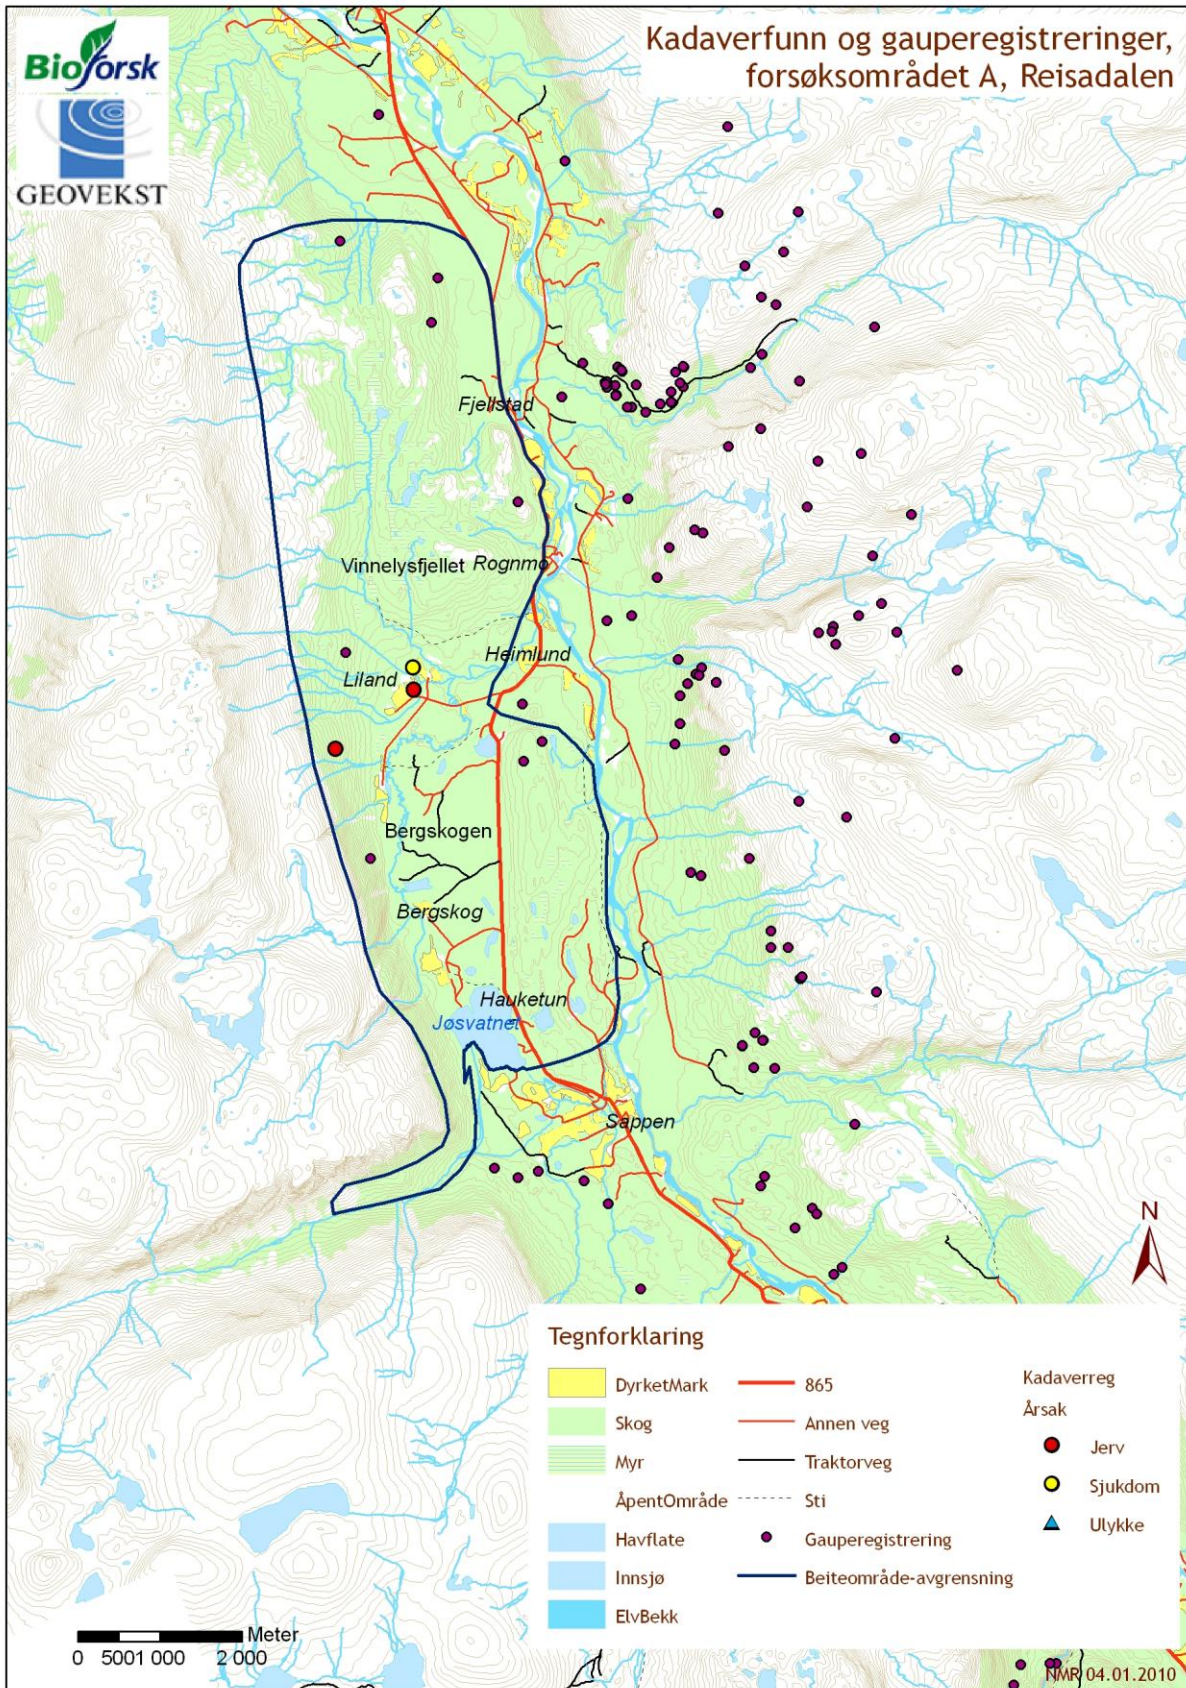 Bioforsk
GEOVEKST
Kadaverfunn og gauperegistreringer,
forsøksområdet A, Reisadalen
Fjellstad
Vinnelysfjellet
Rognmo
Heimlund
Liland
Bergskogen
Bergskog
Hauketun
Jøsvatnet
Sappen
N
Tegnforklaring
DyrketMark
Skog
Myr
ÅpentOmråde
Havflate
Innsjø
ElvBekk
865
Annen veg
Traktorveg
Sti
Gauperegistrering
Beiteområde-avgrensning
Kadaverreg
Årsak
Jerv
Sjukdom
Ulykke
Meter
0 5001 000 2 000
NMR 04.01.2010